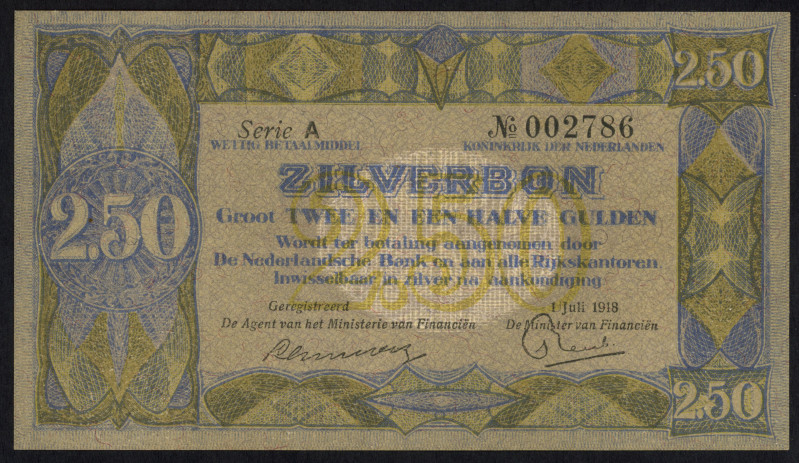 2.50
Serie A № 002786
WETTIG BETAALMIDDEL KONINKRIJK DER NEDERLANDEN
ZILVERBON
2.50
Groot TWEE EN EEN HALVE GULDEN
2.50
Wordt ter betaling aangenomen door
De Nederlandsche Bank en aan alle Rijkskantoren.
Inwisselbaar in zilver na aankondiging
Geregistreerd 1 Juli 1918
De Agent van het Ministerie van Financiën De Minister van Financiën
2.50